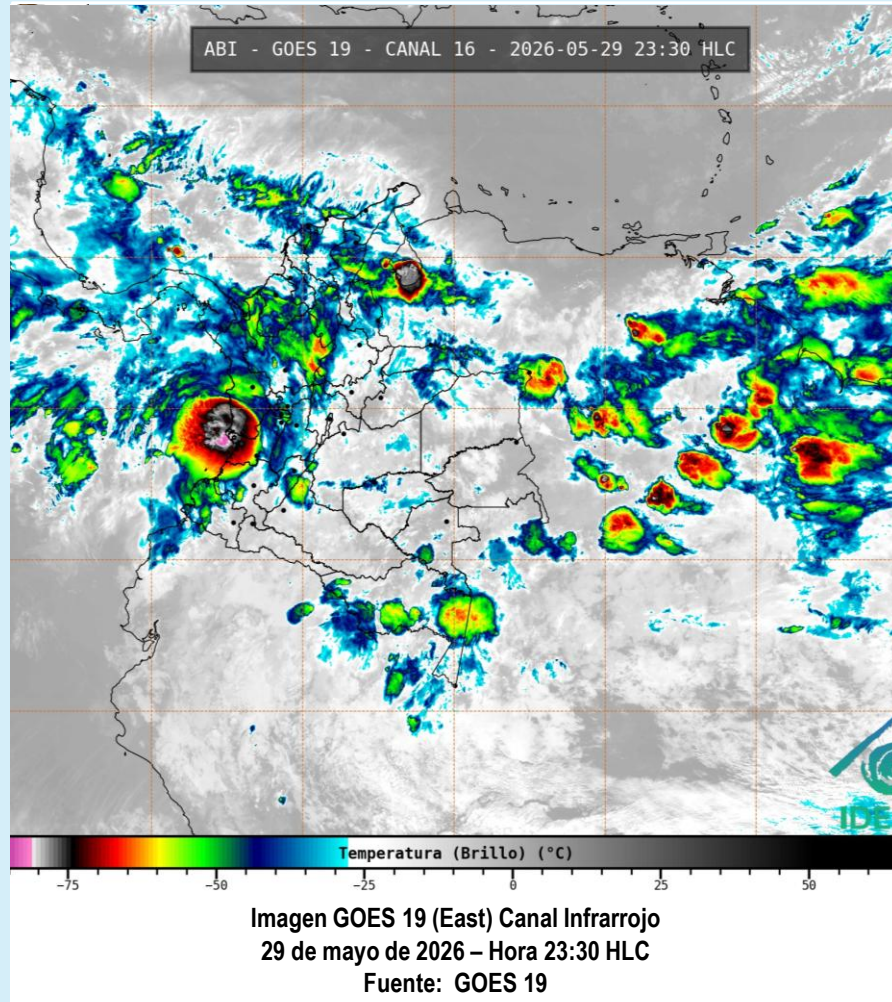 ABI - GOES 19 - CANAL 16 - 2026-05-29 23:30 HLC
IDE
Temperatura (Brillo) (°C)
−75 −50 −25 0 25 50
Imagen GOES 19 (East) Canal Infrarrojo
29 de mayo de 2026 – Hora 23:30 HLC
Fuente: GOES 19